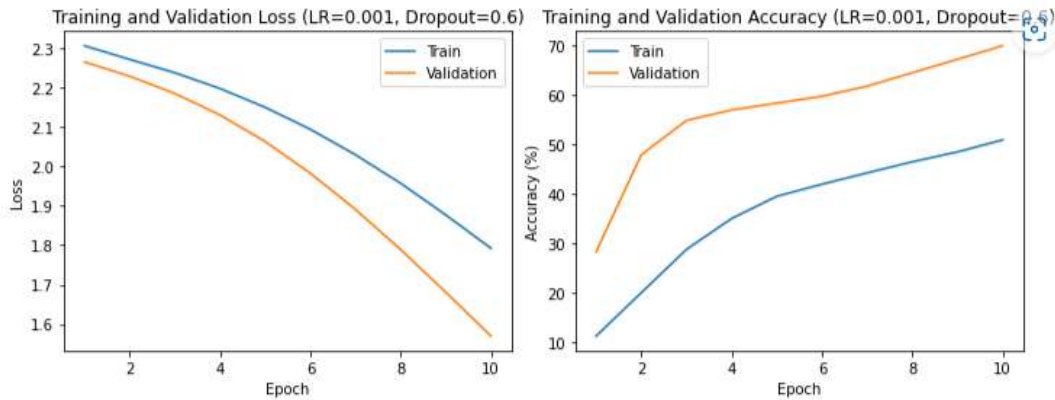 Training and Validation Loss (LR=0.001, Dropout=0.6)
2.3
2.2
2.1
2.0
1.9
1.8
1.7
1.6
Loss
Train
Validation
2 4 6 8 10
Epoch
Training and Validation Accuracy (LR=0.001, Dropout=0.6)
70
60
50
40
30
20
10
Accuracy (%)
Train
Validation
2 4 6 8 10
Epoch